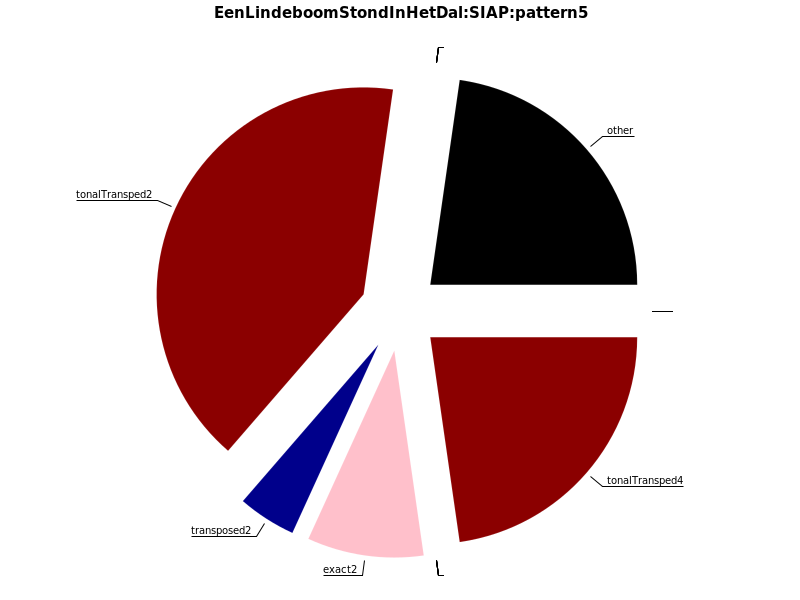 EenLindeboomStondInHetDal:SIAP:pattern5
other
tonalTransped2
tonalTransped4
transposed2
exact2